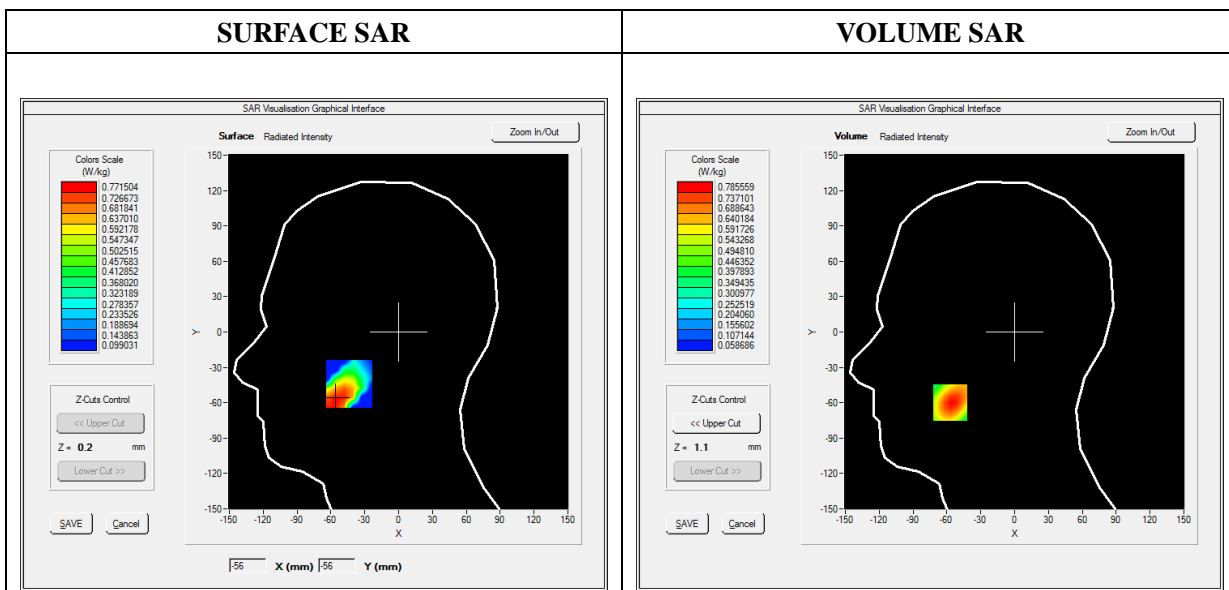 SURFACE SAR
VOLUME SAR
SAR Visualisation Graphical Interface
Surface Radiated Intensity
Zoom In/Out
Colors Scale
(W/kg)
0.771504
0.726673
0.681841
0.637010
0.592178
0.547347
0.502515
0.457683
0.412852
0.368020
0.323189
0.278357
0.233526
0.188694
0.143863
0.099031
Z-Cuts Control
<< Upper Cut
Z = 0.2 mm
Lower Cut >>
SAVE Cancel
150
120
90
60
30
0
-30
-60
-90
-120
-150
Y
-150 -120 -90 -60 -30 0 30 60 90 120 150
X
-56 X (mm) -56 Y (mm)
SAR Visualisation Graphical Interface
Volume Radiated Intensity
Zoom In/Out
Colors Scale
(W/kg)
0.785559
0.737101
0.688643
0.640184
0.591726
0.543268
0.494810
0.446352
0.397893
0.349435
0.300977
0.252519
0.204060
0.155602
0.107144
0.058686
Z-Cuts Control
<< Upper Cut
Z = 1.1 mm
Lower Cut >>
SAVE Cancel
150
120
90
60
30
0
-30
-60
-90
-120
-150
Y
-150 -120 -90 -60 -30 0 30 60 90 120 150
X